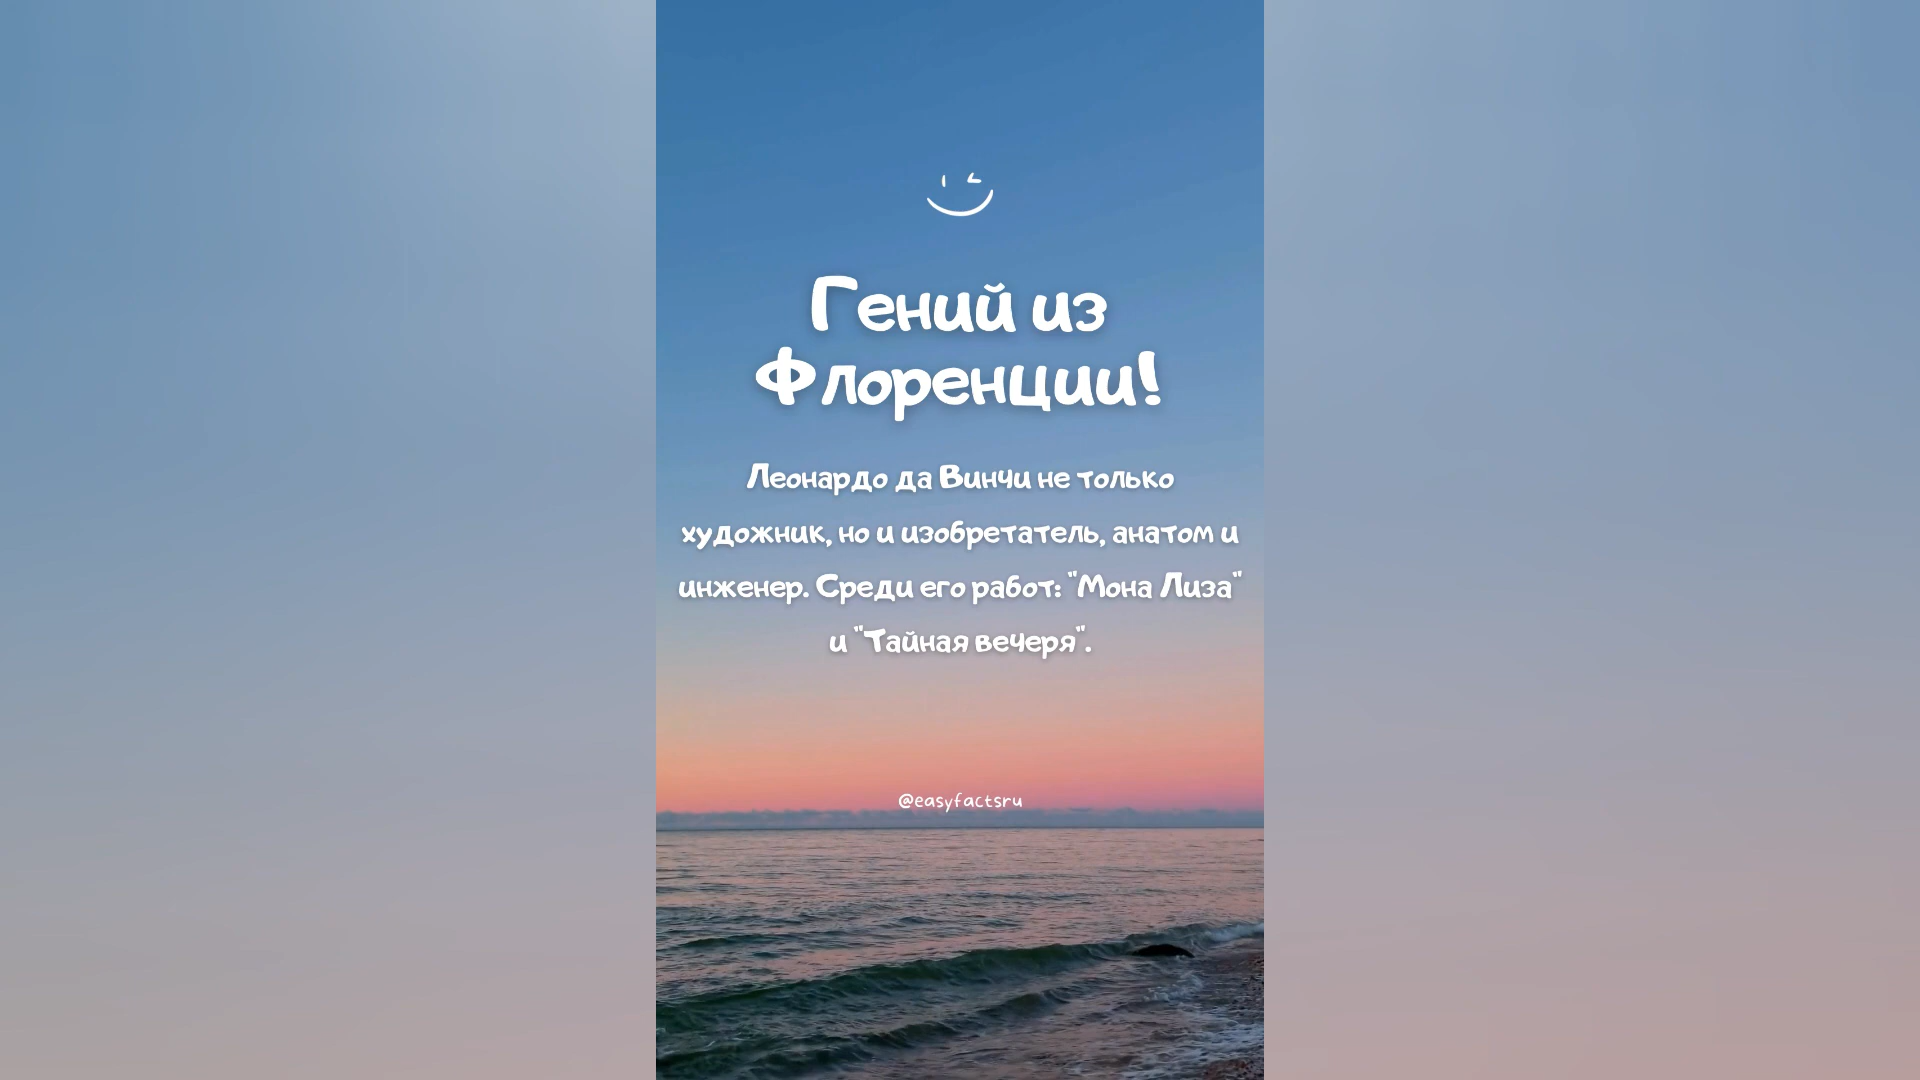 Гений из
Флоренции!
Леонардо да Винчи не только
художник, но и изобретатель, анатом и
инженер. Среди его работ: "Мона Лиза"
и "Тайная вечеря".
@easyfactsru